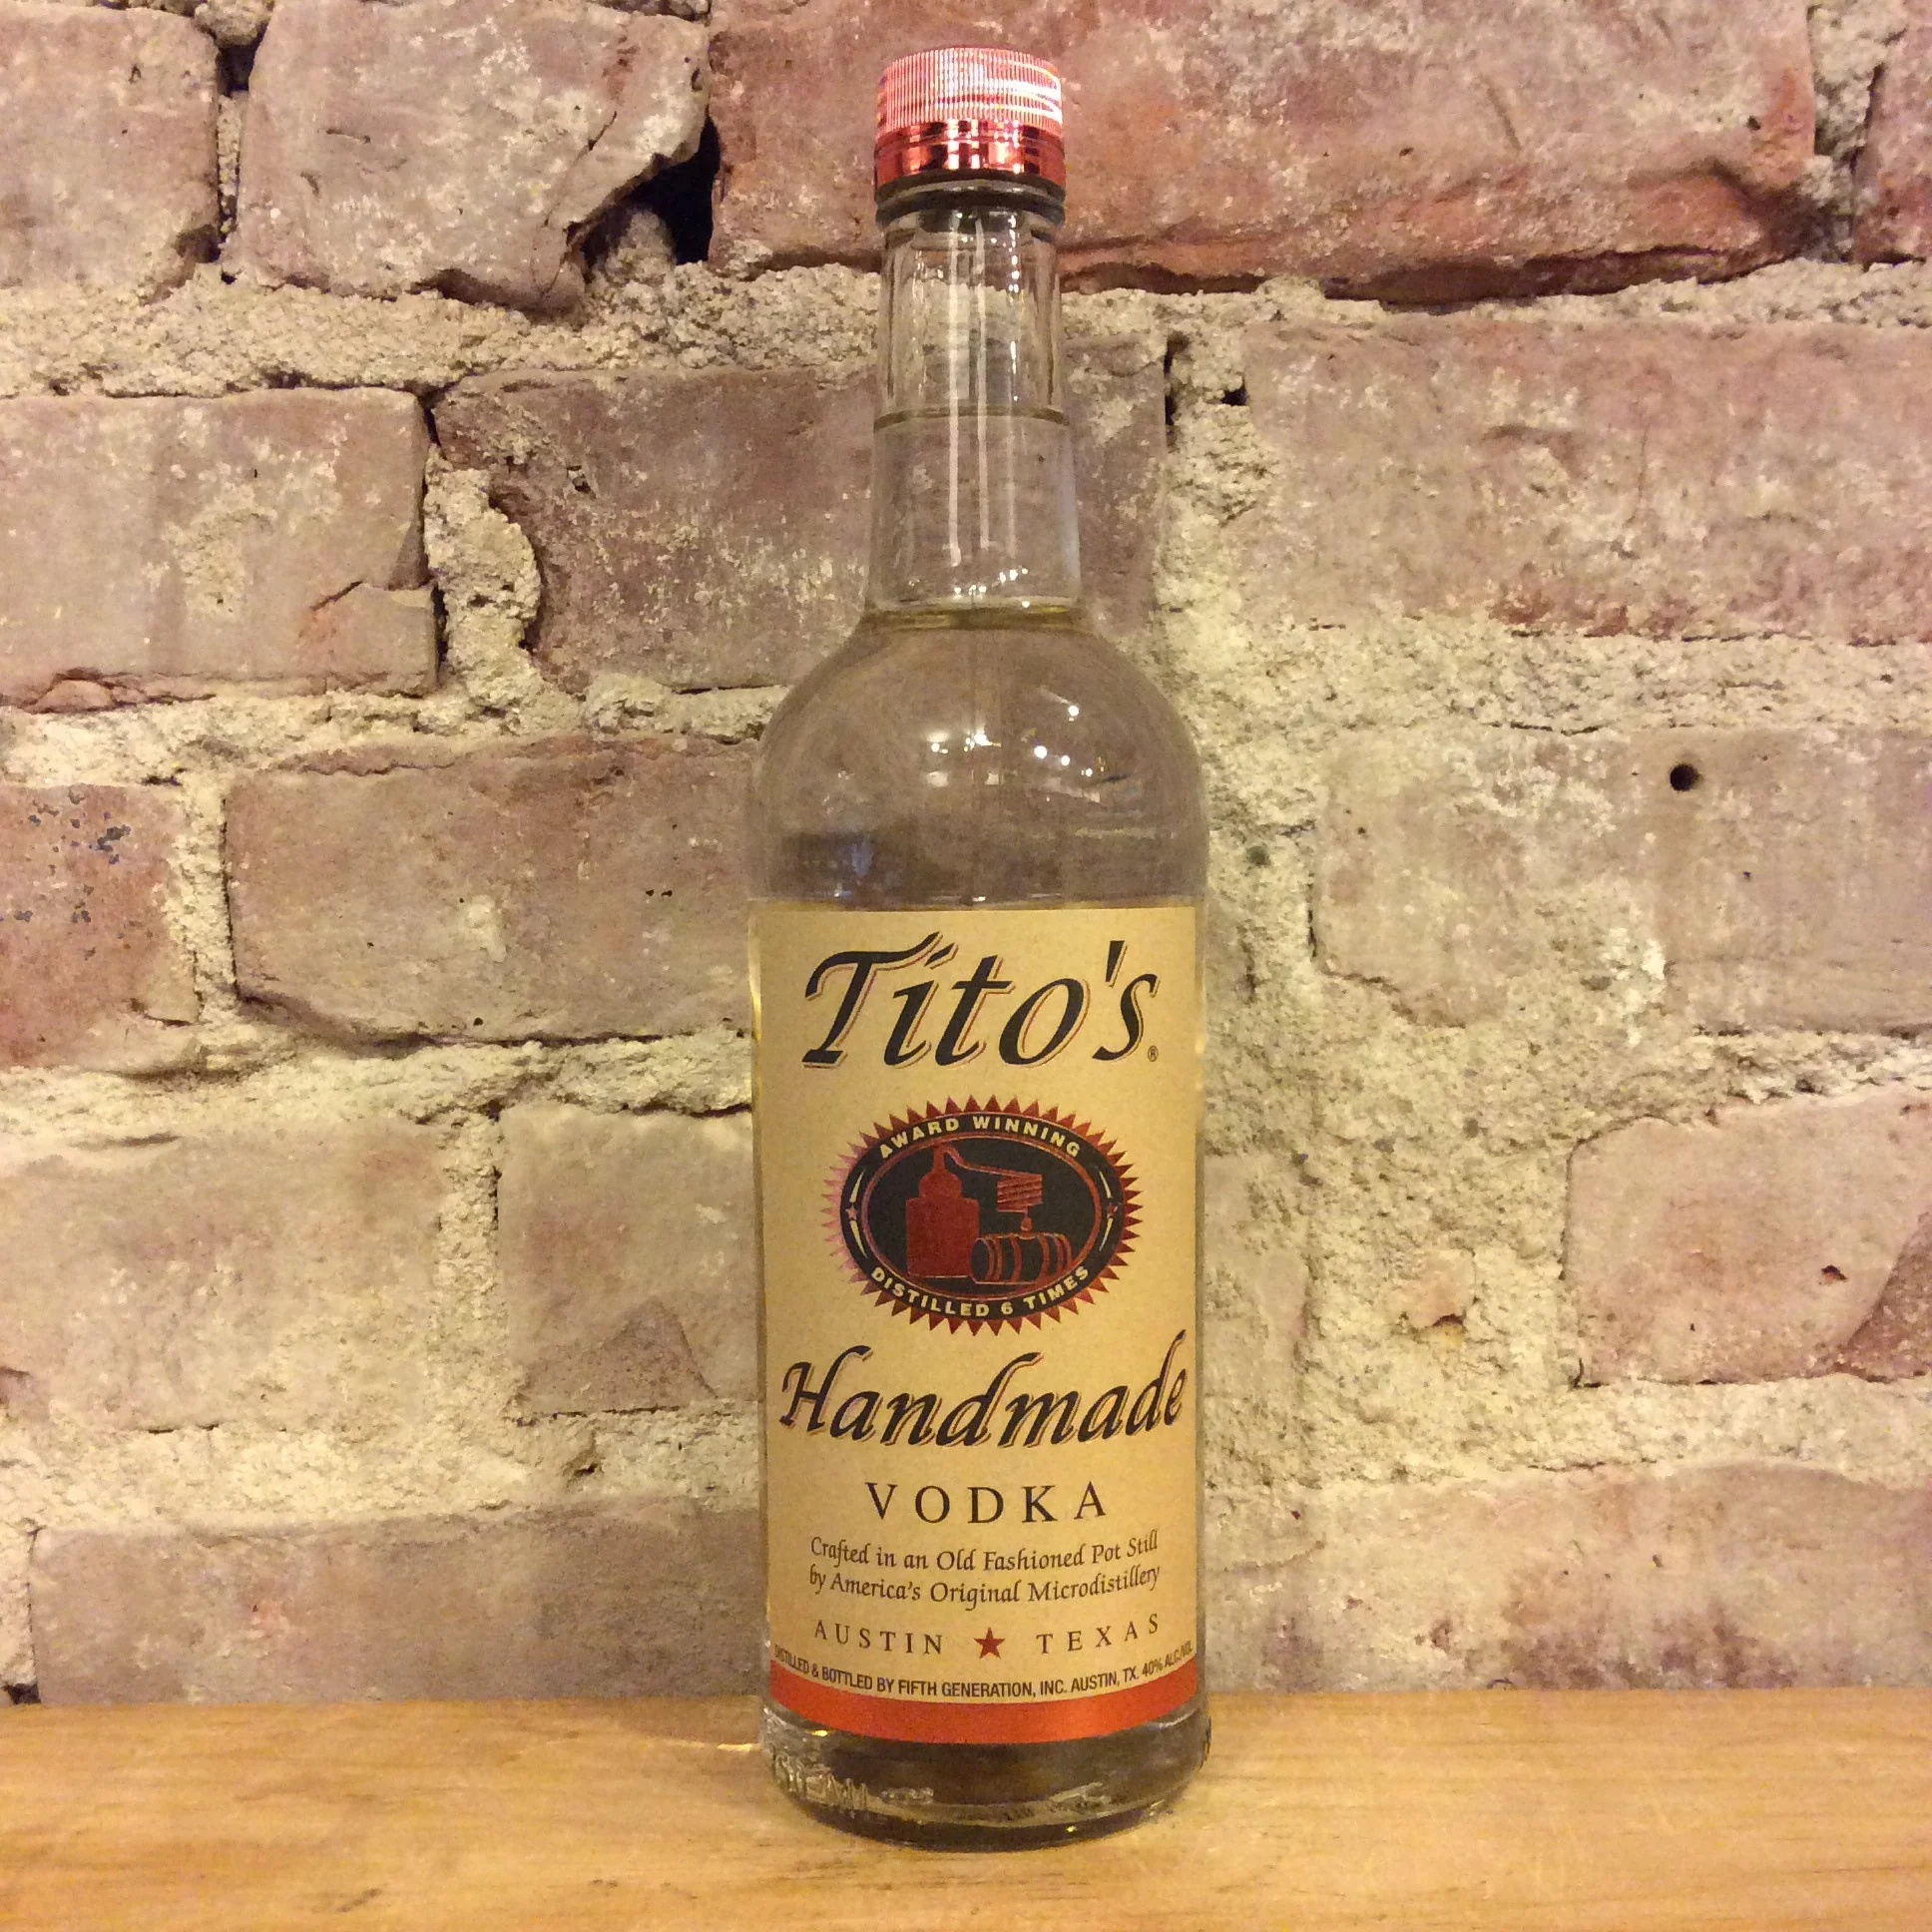 Tito's®
AWARD WINNING
DISTILLED 6 TIMES
Handmade
VODKA
Crafted in an Old Fashioned Pot Still
by America's Original Microdistillery
AUSTIN ★ TEXAS
DISTILLED & BOTTLED BY FIFTH GENERATION, INC. AUSTIN, TX. 40% ALC./VOL.